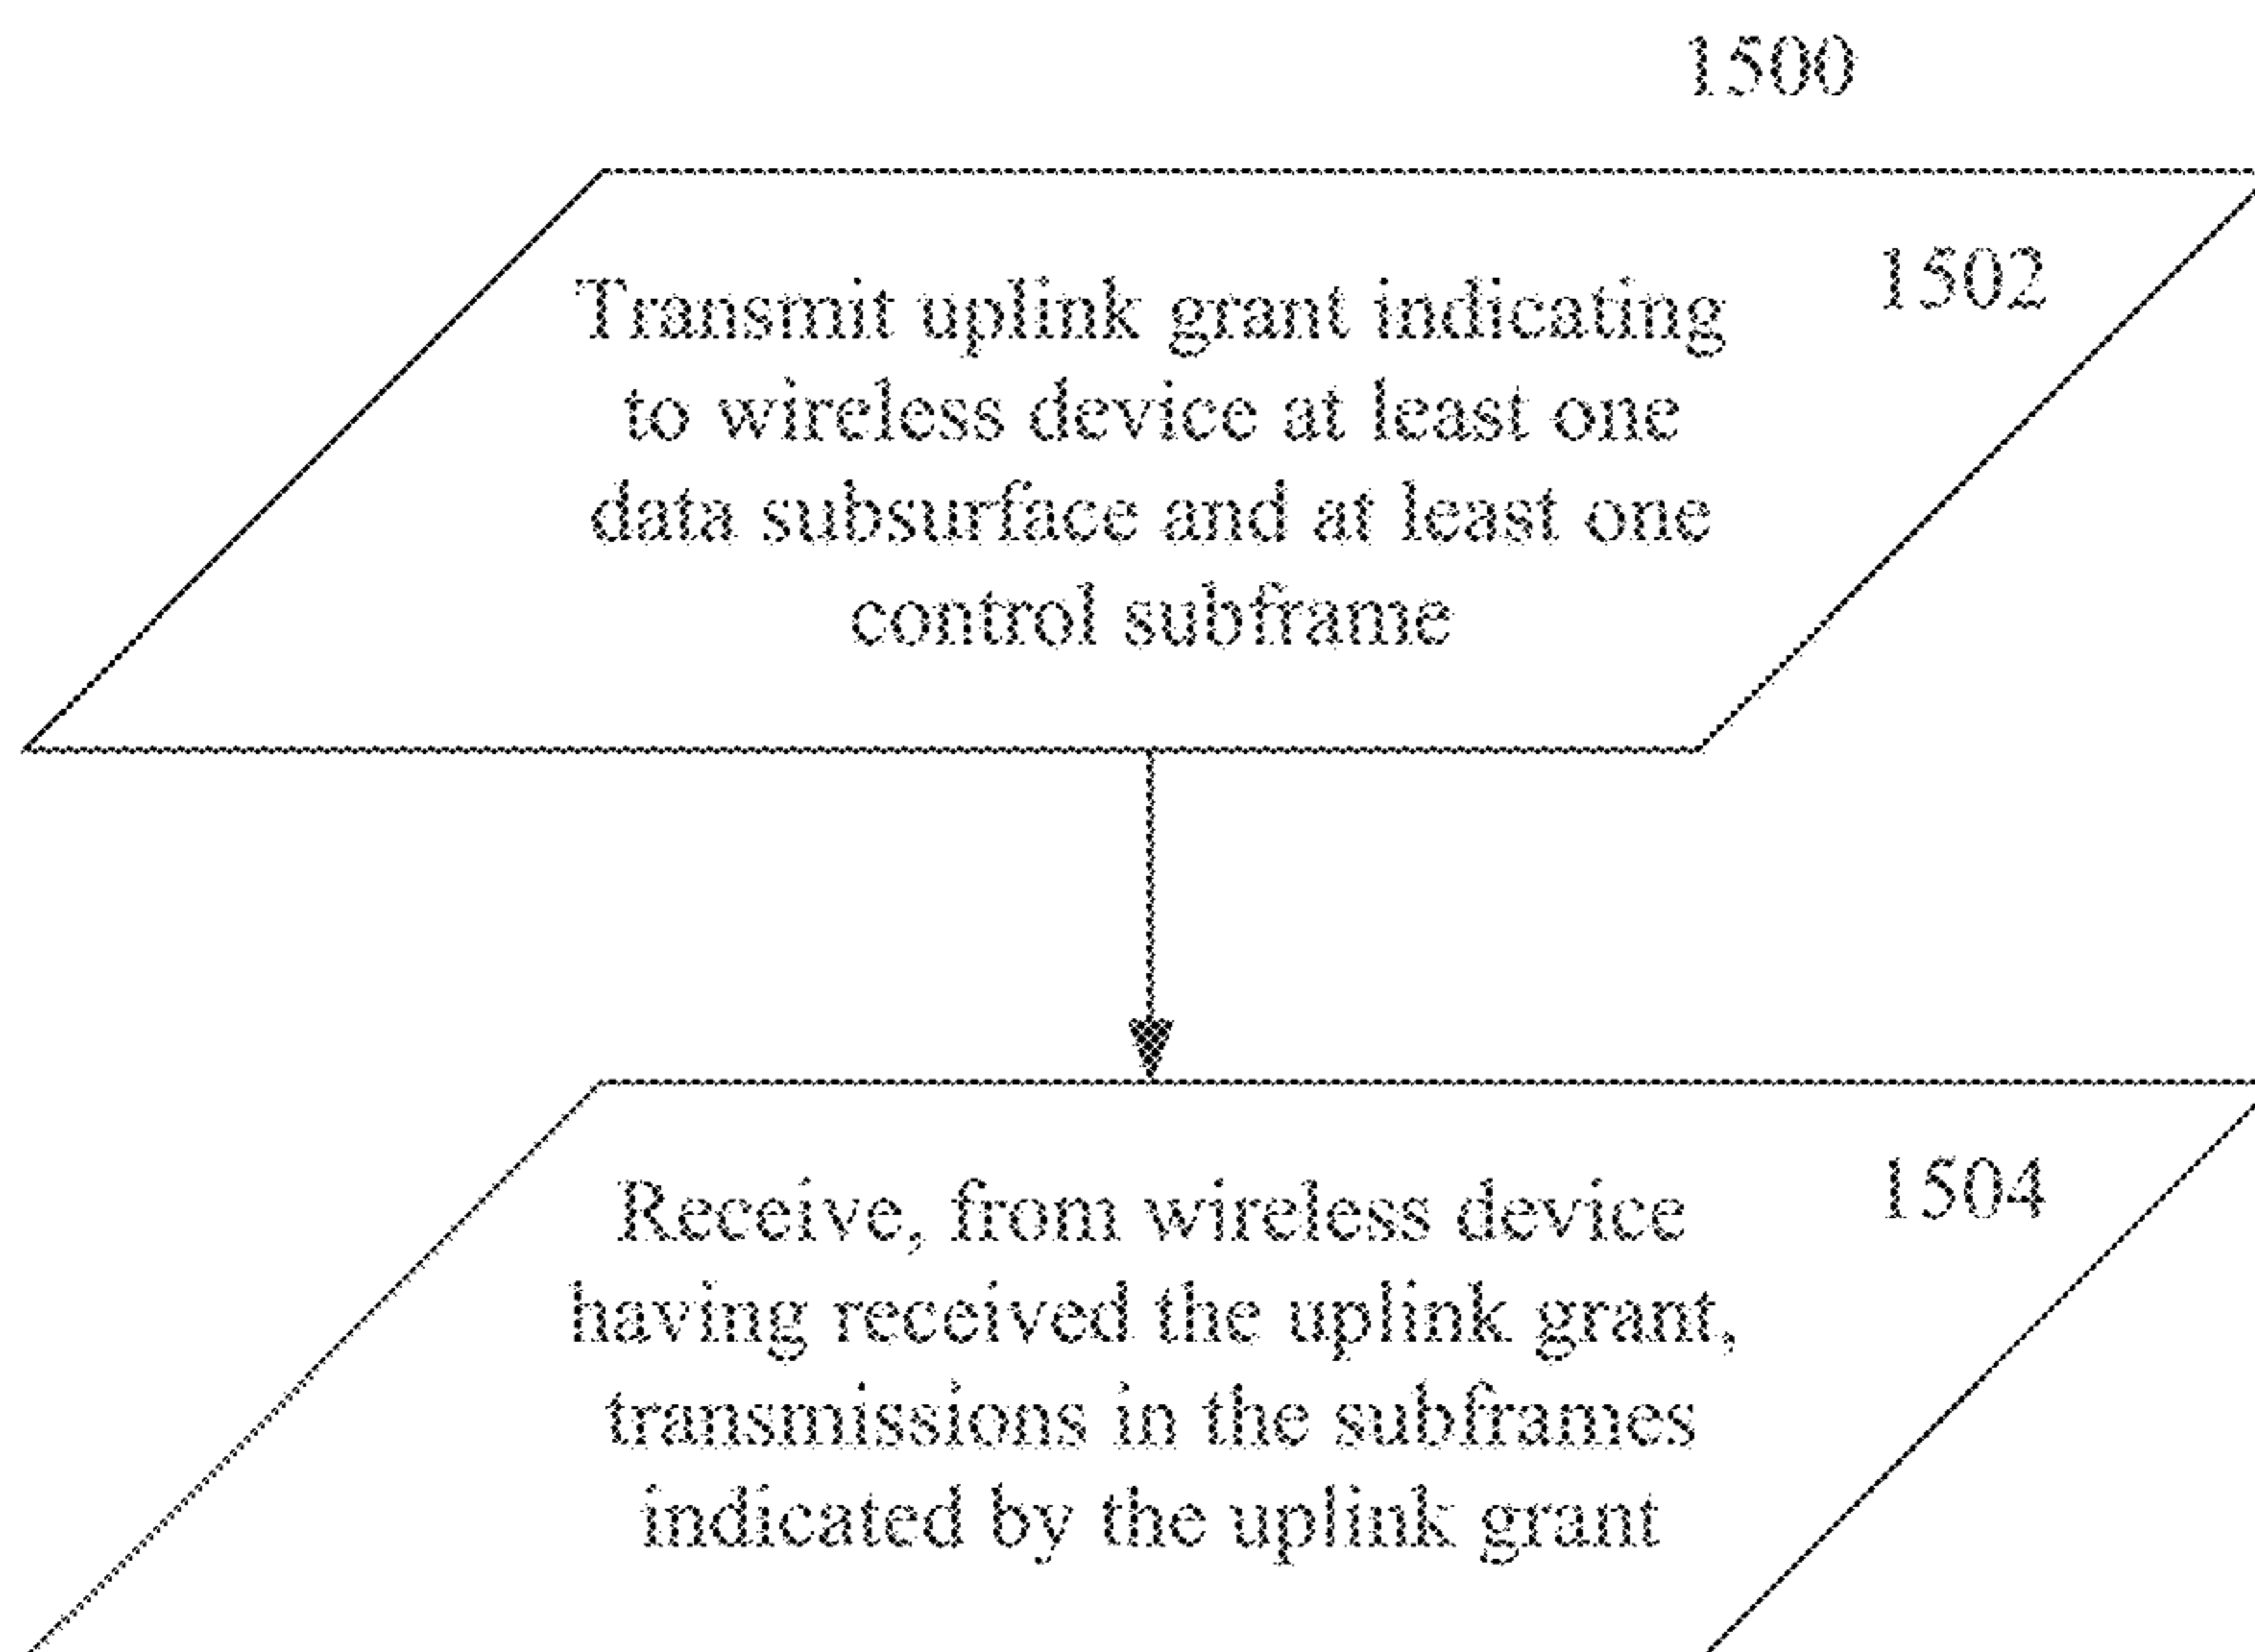 1500
1502
Transmit uplink grant indicating
to wireless device at least one
data subsurface and at least one
control subframe
1504
Receive, from wireless device
having received the uplink grant,
transmissions in the subframes
indicated by the uplink grant